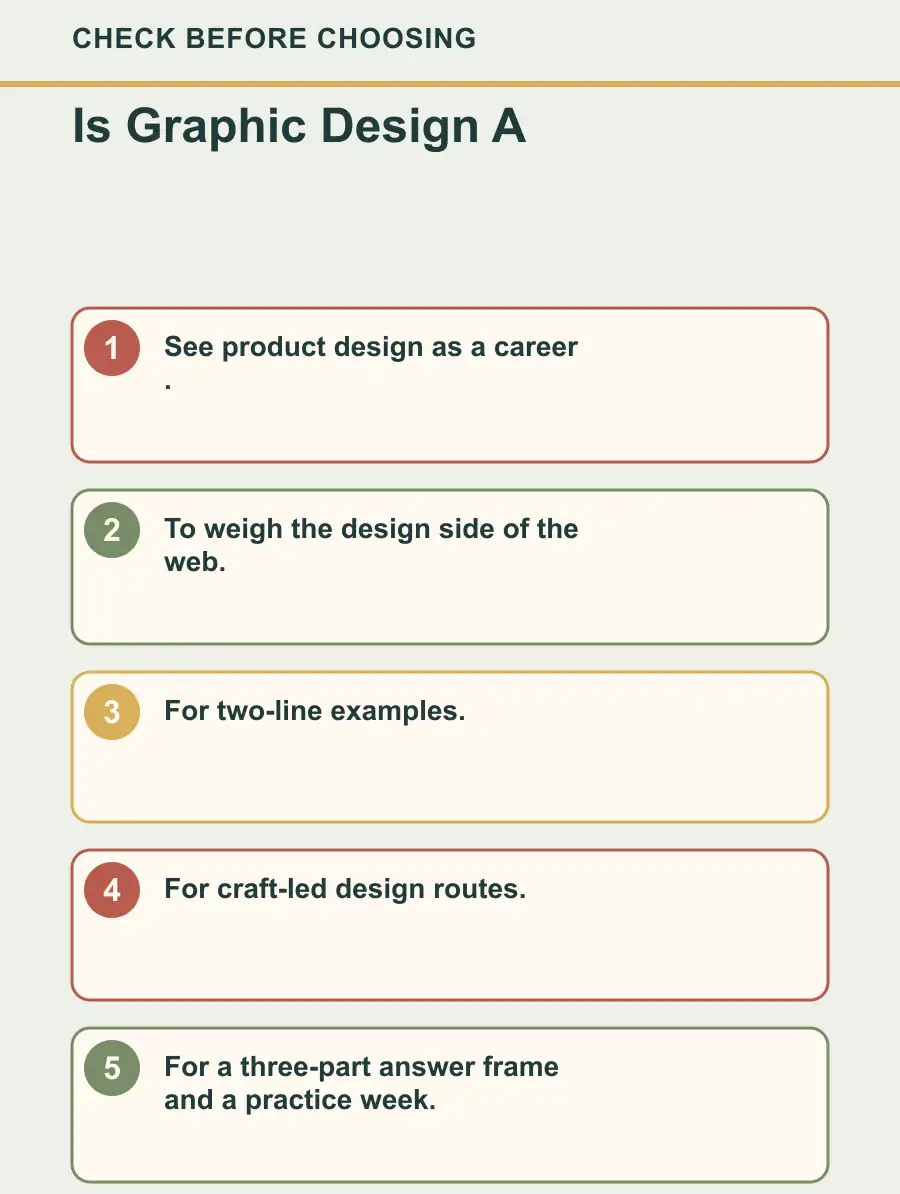 CHECK BEFORE CHOOSING
Is Graphic Design A
1
See product design as a career
.
2
To weigh the design side of the
web.
3
For two-line examples.
4
For craft-led design routes.
5
For a three-part answer frame
and a practice week.